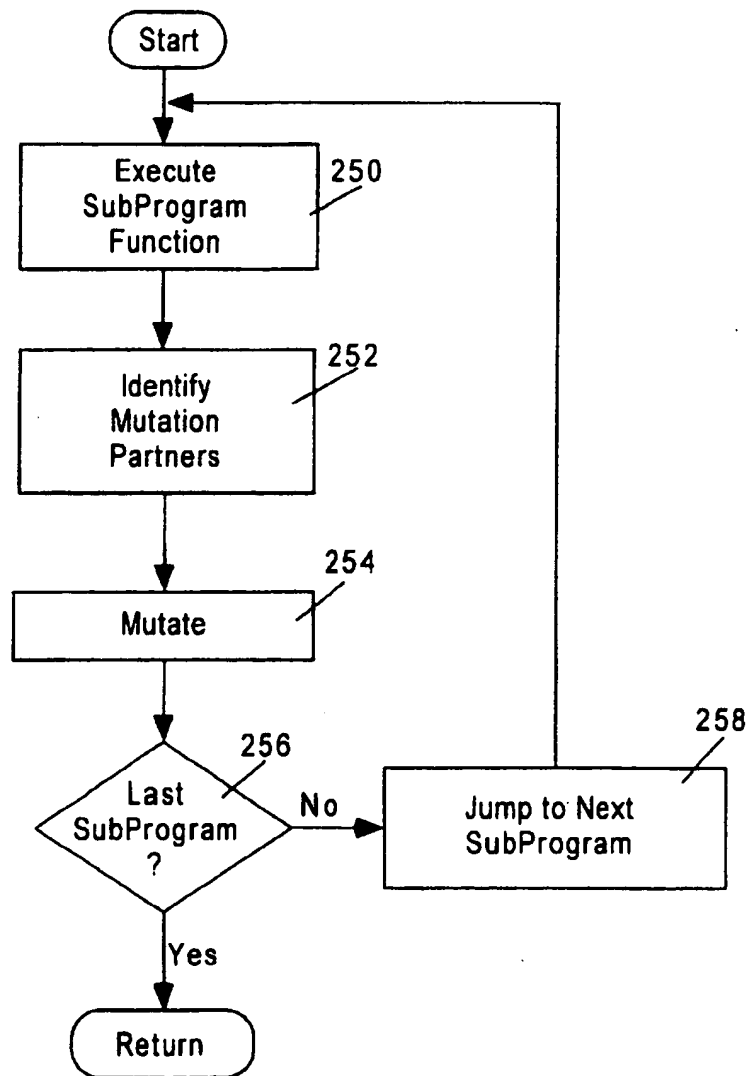 Start
Execute
SubProgram
Function
250
Identify
Mutation
Partners
252
Mutate
254
Last
SubProgram
?
256
No
Jump to Next
SubProgram
258
Yes
Return